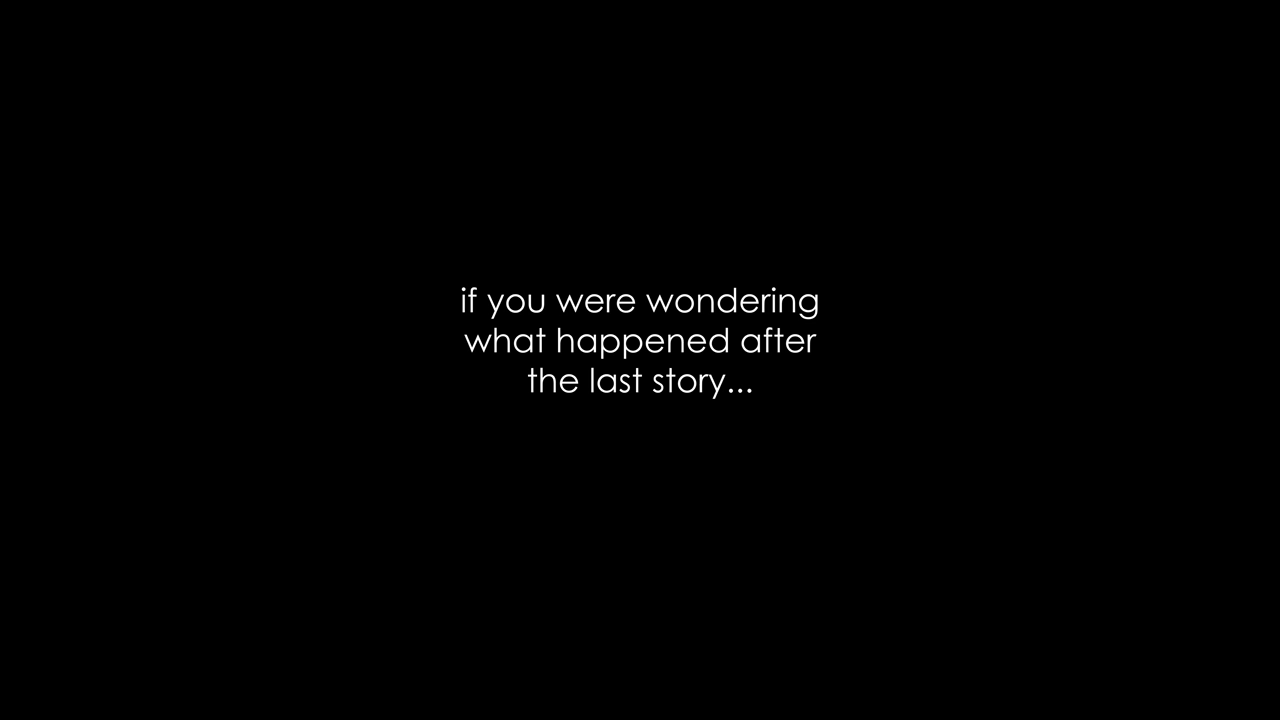 if you were wondering
what happened after
the last story...